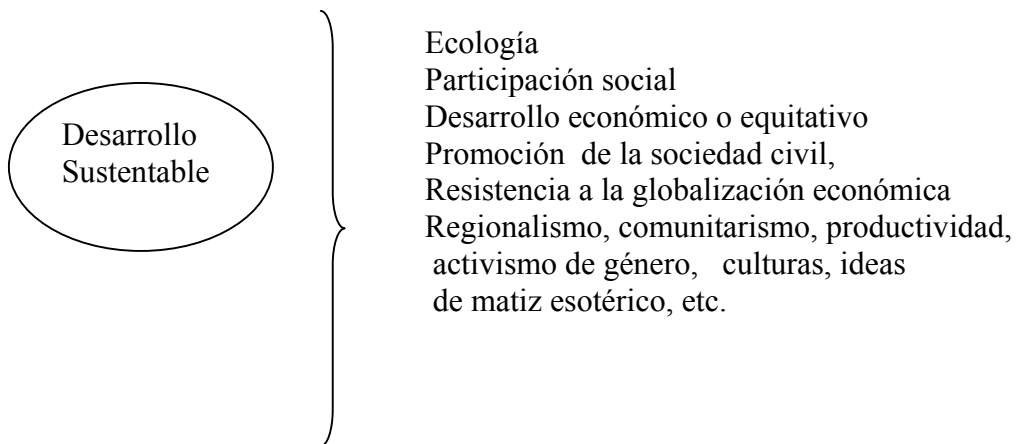 Desarrollo
Sustentable
Ecología
Participación social
Desarrollo económico o equitativo
Promoción de la sociedad civil,
Resistencia a la globalización económica
Regionalismo, comunitarismo, productividad,
activismo de género, culturas, ideas
de matiz esotérico, etc.